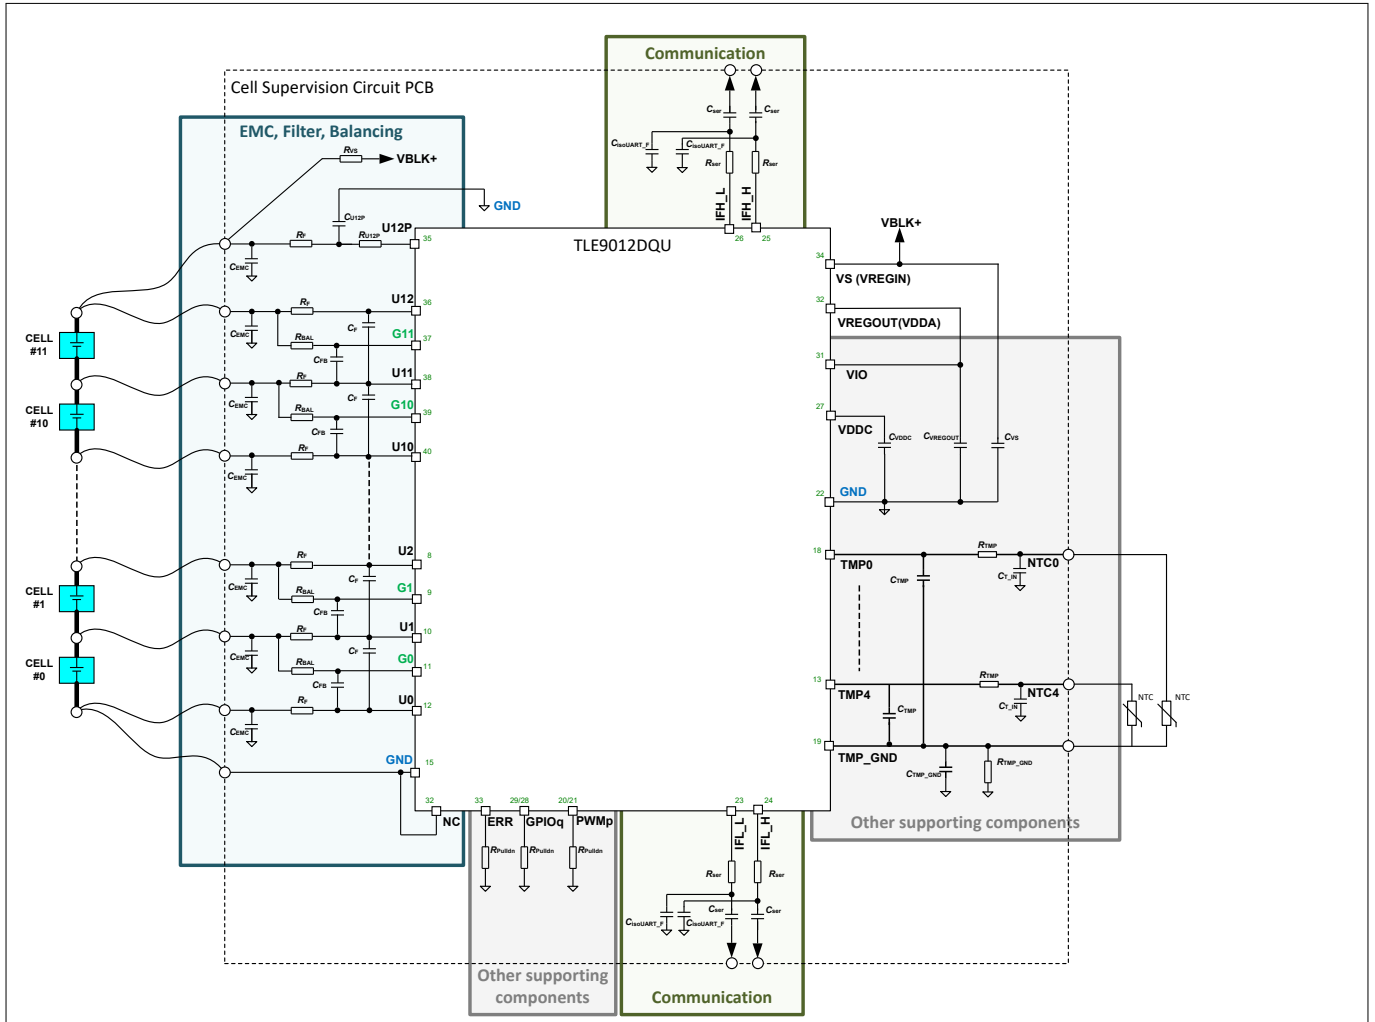 Communication
Cell Supervision Circuit PCB
EMC, Filter, Balancing
RVS
VBLK+
CU12P
GND
U12P
35
RF
RU12P
CEMC
Cser
Cser
CisoUART_F
CisoUART_F
Rser
Rser
IFH_L
IFH_H
26
25
TLE9012DQU
VBLK+
34
VS (VREGIN)
32
VREGOUT(VDDA)
31
VIO
27
VDDC
CVDDC
CVREGOUT
CVS
22
GND
RF
U12
36
CEMC
CF
RBAL
G11
37
CFB
CELL
#11
RF
U11
38
CEMC
CF
RBAL
G10
39
CFB
CELL
#10
RF
U10
40
CEMC
RF
U2
8
CEMC
CF
RBAL
G1
9
CFB
CELL
#1
RF
U1
10
CEMC
CF
RBAL
G0
11
CFB
CELL
#0
RF
U0
12
CEMC
GND
15
32
NC
18
TMP0
RTMP
NTC0
CT_IN
CTMP
13
TMP4
RTMP
NTC4
CT_IN
CTMP
NTC
NTC
19
TMP_GND
CTMP_GND
RTMP_GND
Other supporting components
33
ERR
29/28
GPIOq
20/21
PWMp
RPulldn
RPulldn
RPulldn
Other supporting
components
23
24
IFL_L
IFL_H
Rser
Rser
Cser
Cser
CisoUART_F
CisoUART_F
Communication